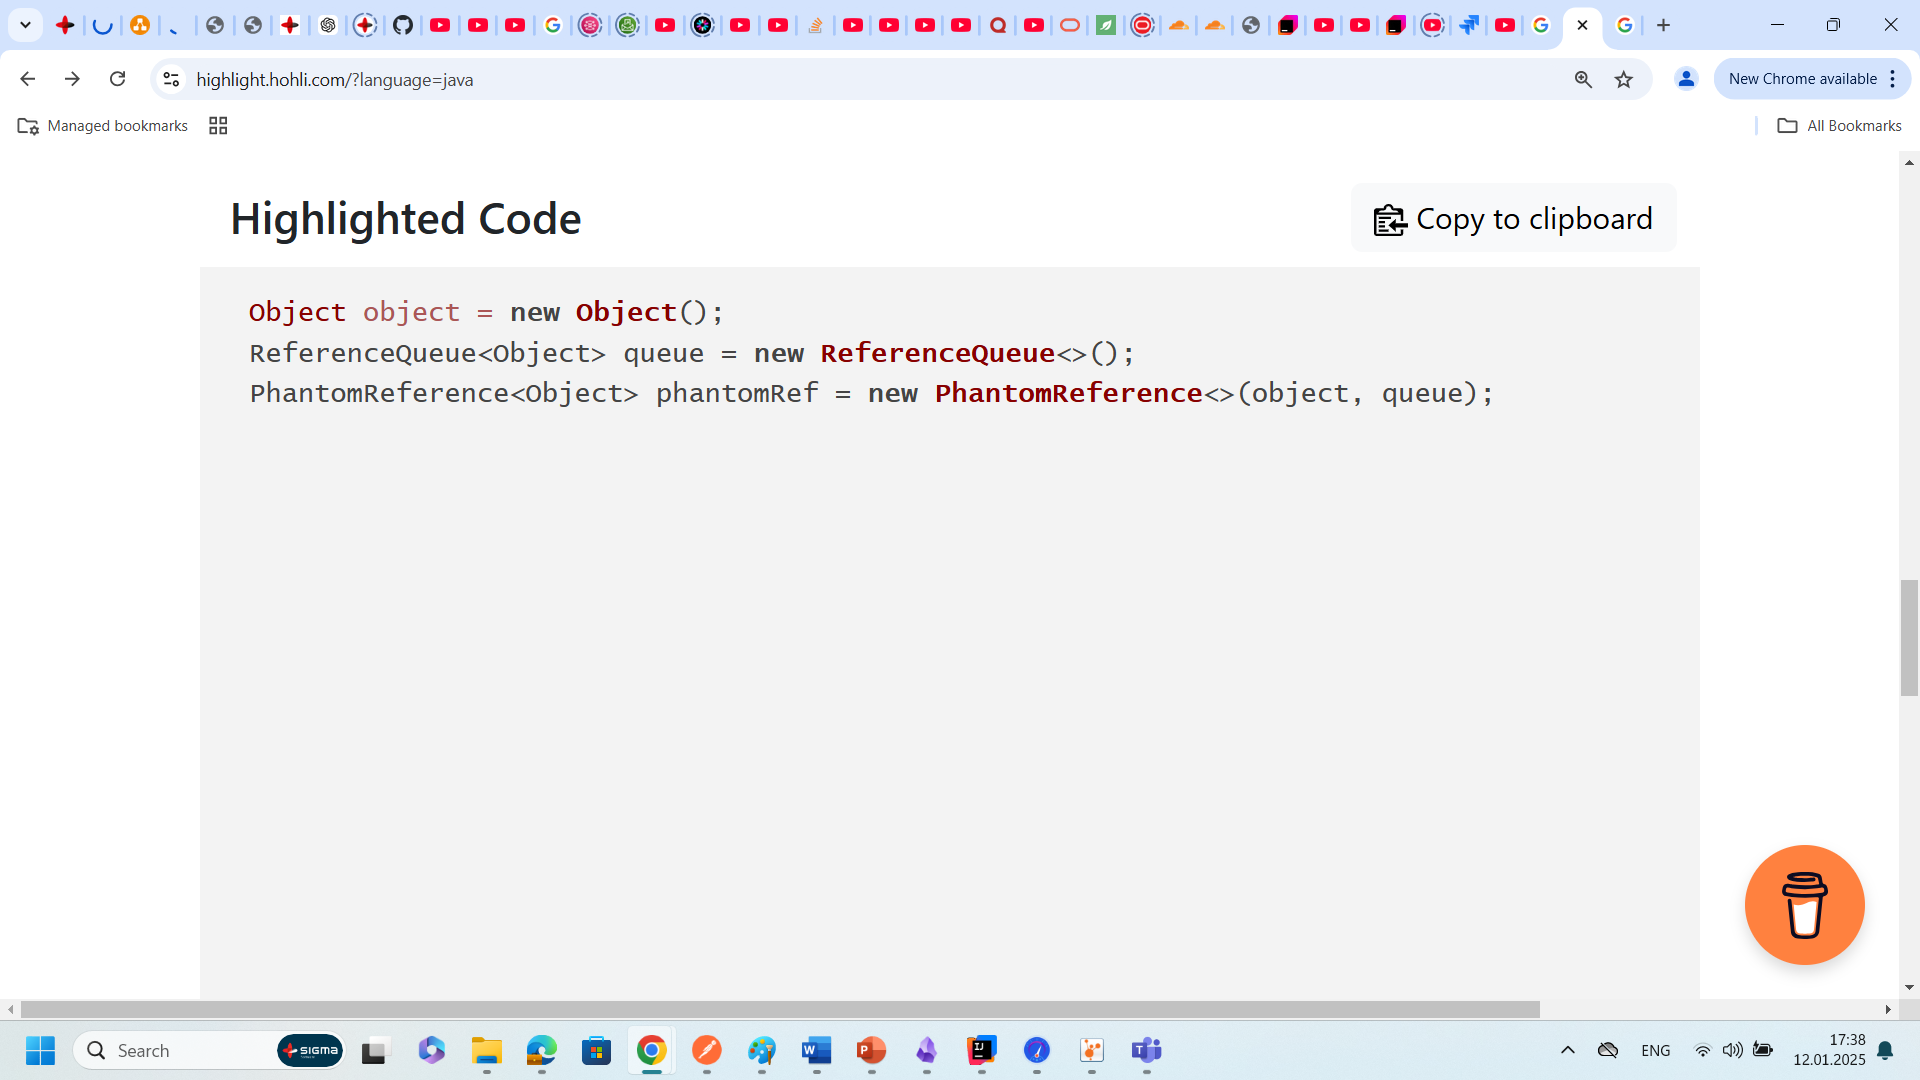 highlight.hohli.com/?language=java
New Chrome available
Managed bookmarks
All Bookmarks
Highlighted Code
Copy to clipboard
Object object = new Object();
ReferenceQueue<Object> queue = new ReferenceQueue<>();
PhantomReference<Object> phantomRef = new PhantomReference<>(object, queue);
Search
SIGMA
ENG
17:38
12.01.2025